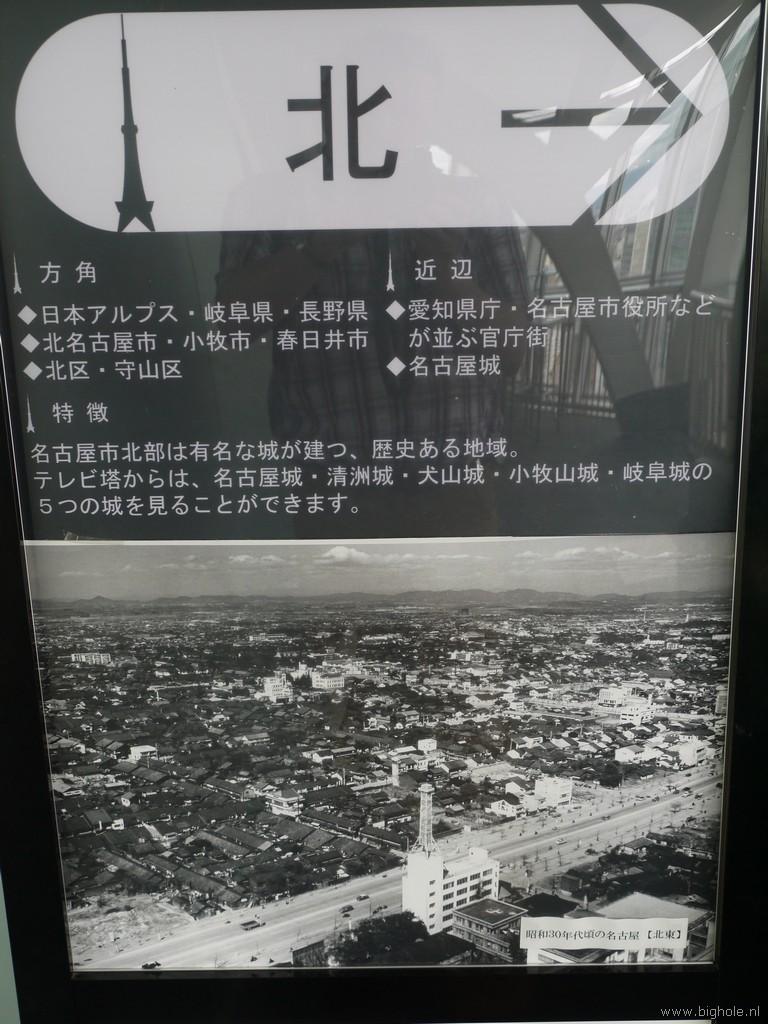 北
方角
◆日本アルプス・岐阜県・長野県
◆北名古屋市・小牧市・春日井市
◆北区・守山区
近辺
◆愛知県庁・名古屋市役所など
が並ぶ官庁街
◆名古屋城
特徴
名古屋市北部は有名な城が建つ、歴史ある地域。
テレビ塔からは、名古屋城・清洲城・犬山城・小牧山城・岐阜城の
５つの城を見ることができます。
昭和30年代頃の名古屋【北東】
www.bighole.nl